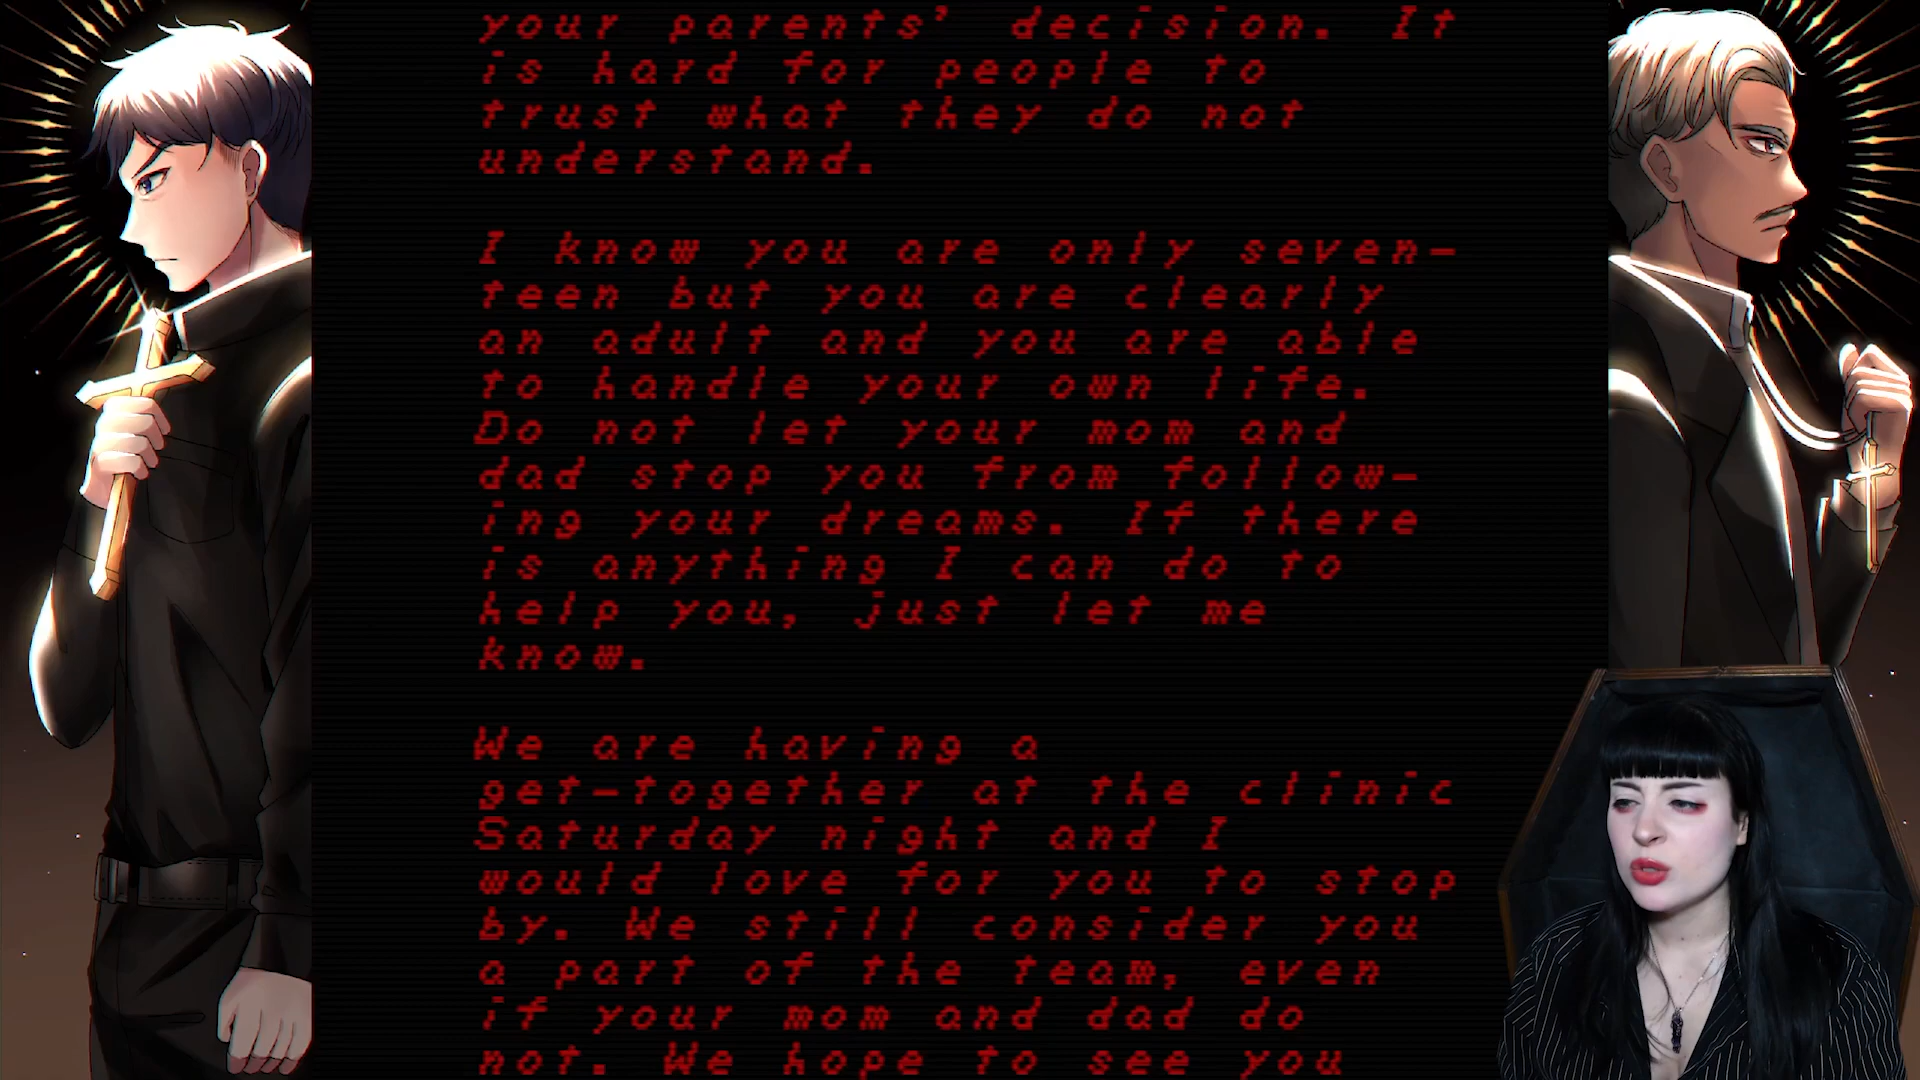 your parents' decision. It
is hard for people to
trust what they do not
understand.
I know you are only seven-
teen but you are clearly
an adult and you are able
to handle your own life.
Do not let your mom and
dad stop you from follow-
ing your dreams. If there
is anything I can do to
help you, just let me
know.
We are having a
get-together at the clinic
Saturday night and I
would love for you to stop
by. We still consider you
a part of the team, even
if your mom and dad do
not. We hope to see you